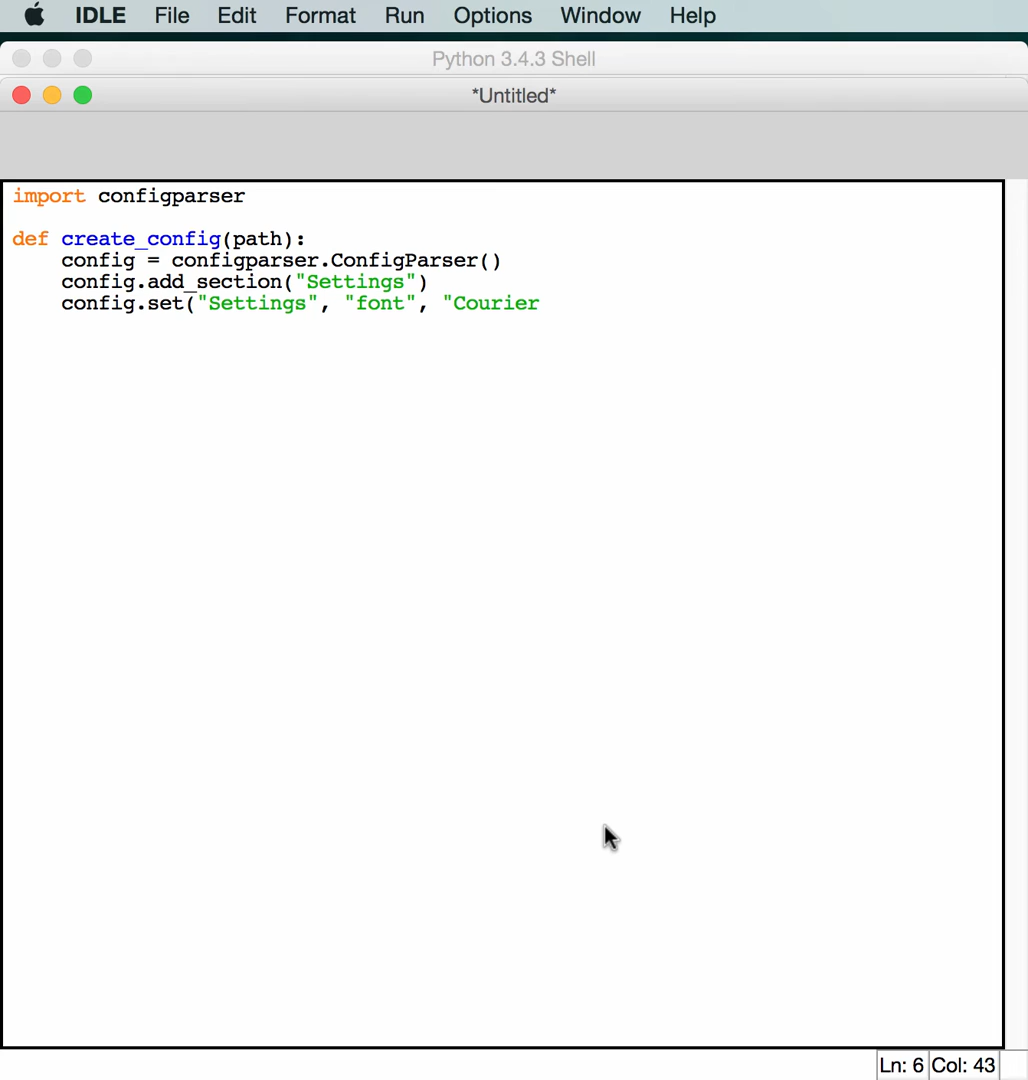 IDLE File Edit Format Run Options Window Help
Python 3.4.3 Shell
*Untitled*
import configparser
def create_config(path):
    config = configparser.ConfigParser()
    config.add_section("Settings")
    config.set("Settings", "font", "Courier
Ln: 6 Col: 43